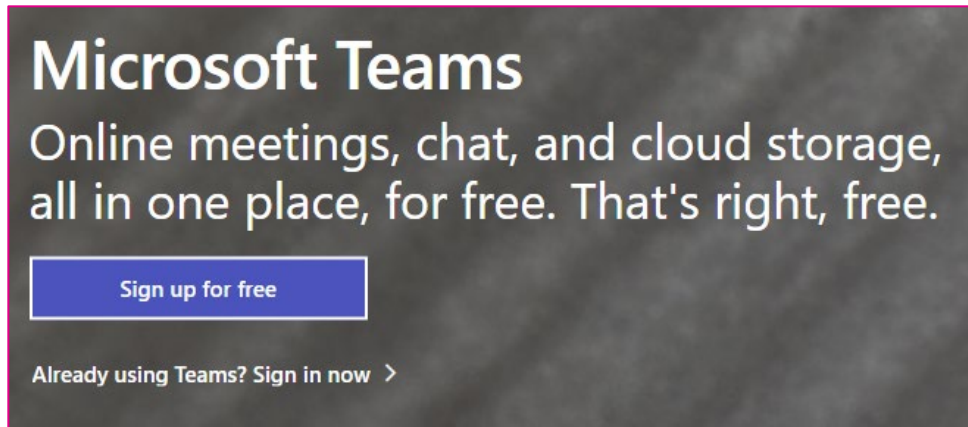 Microsoft Teams
Online meetings, chat, and cloud storage,
all in one place, for free. That's right, free.
Sign up for free
Already using Teams? Sign in now >